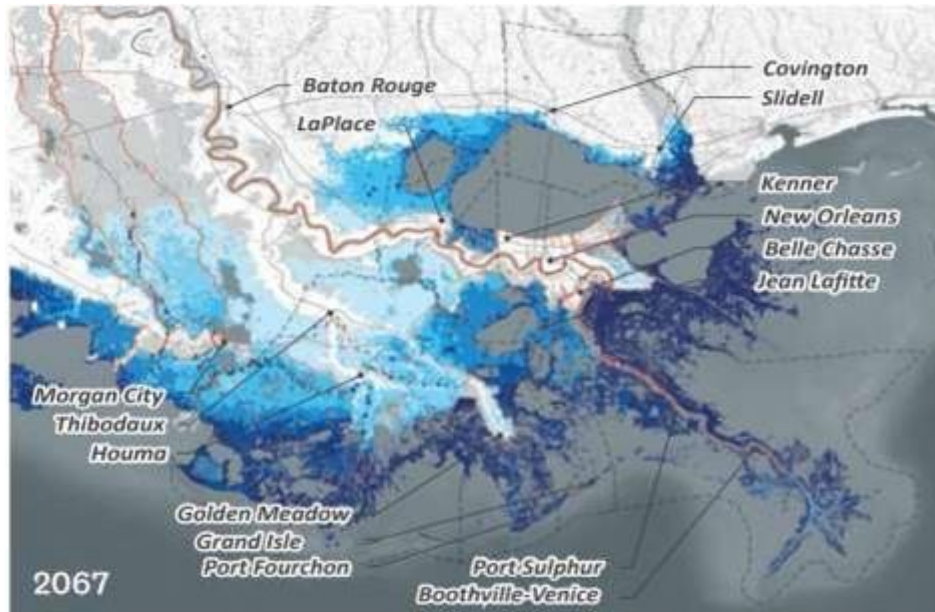 Baton Rouge
Covington
Slidell
LaPlace
Kenner
New Orleans
Belle Chasse
Jean Lafitte
Morgan City
Thibodaux
Houma
Golden Meadow
Grand Isle
Port Fourchon
Port Sulphur
Boothville-Venice
2067